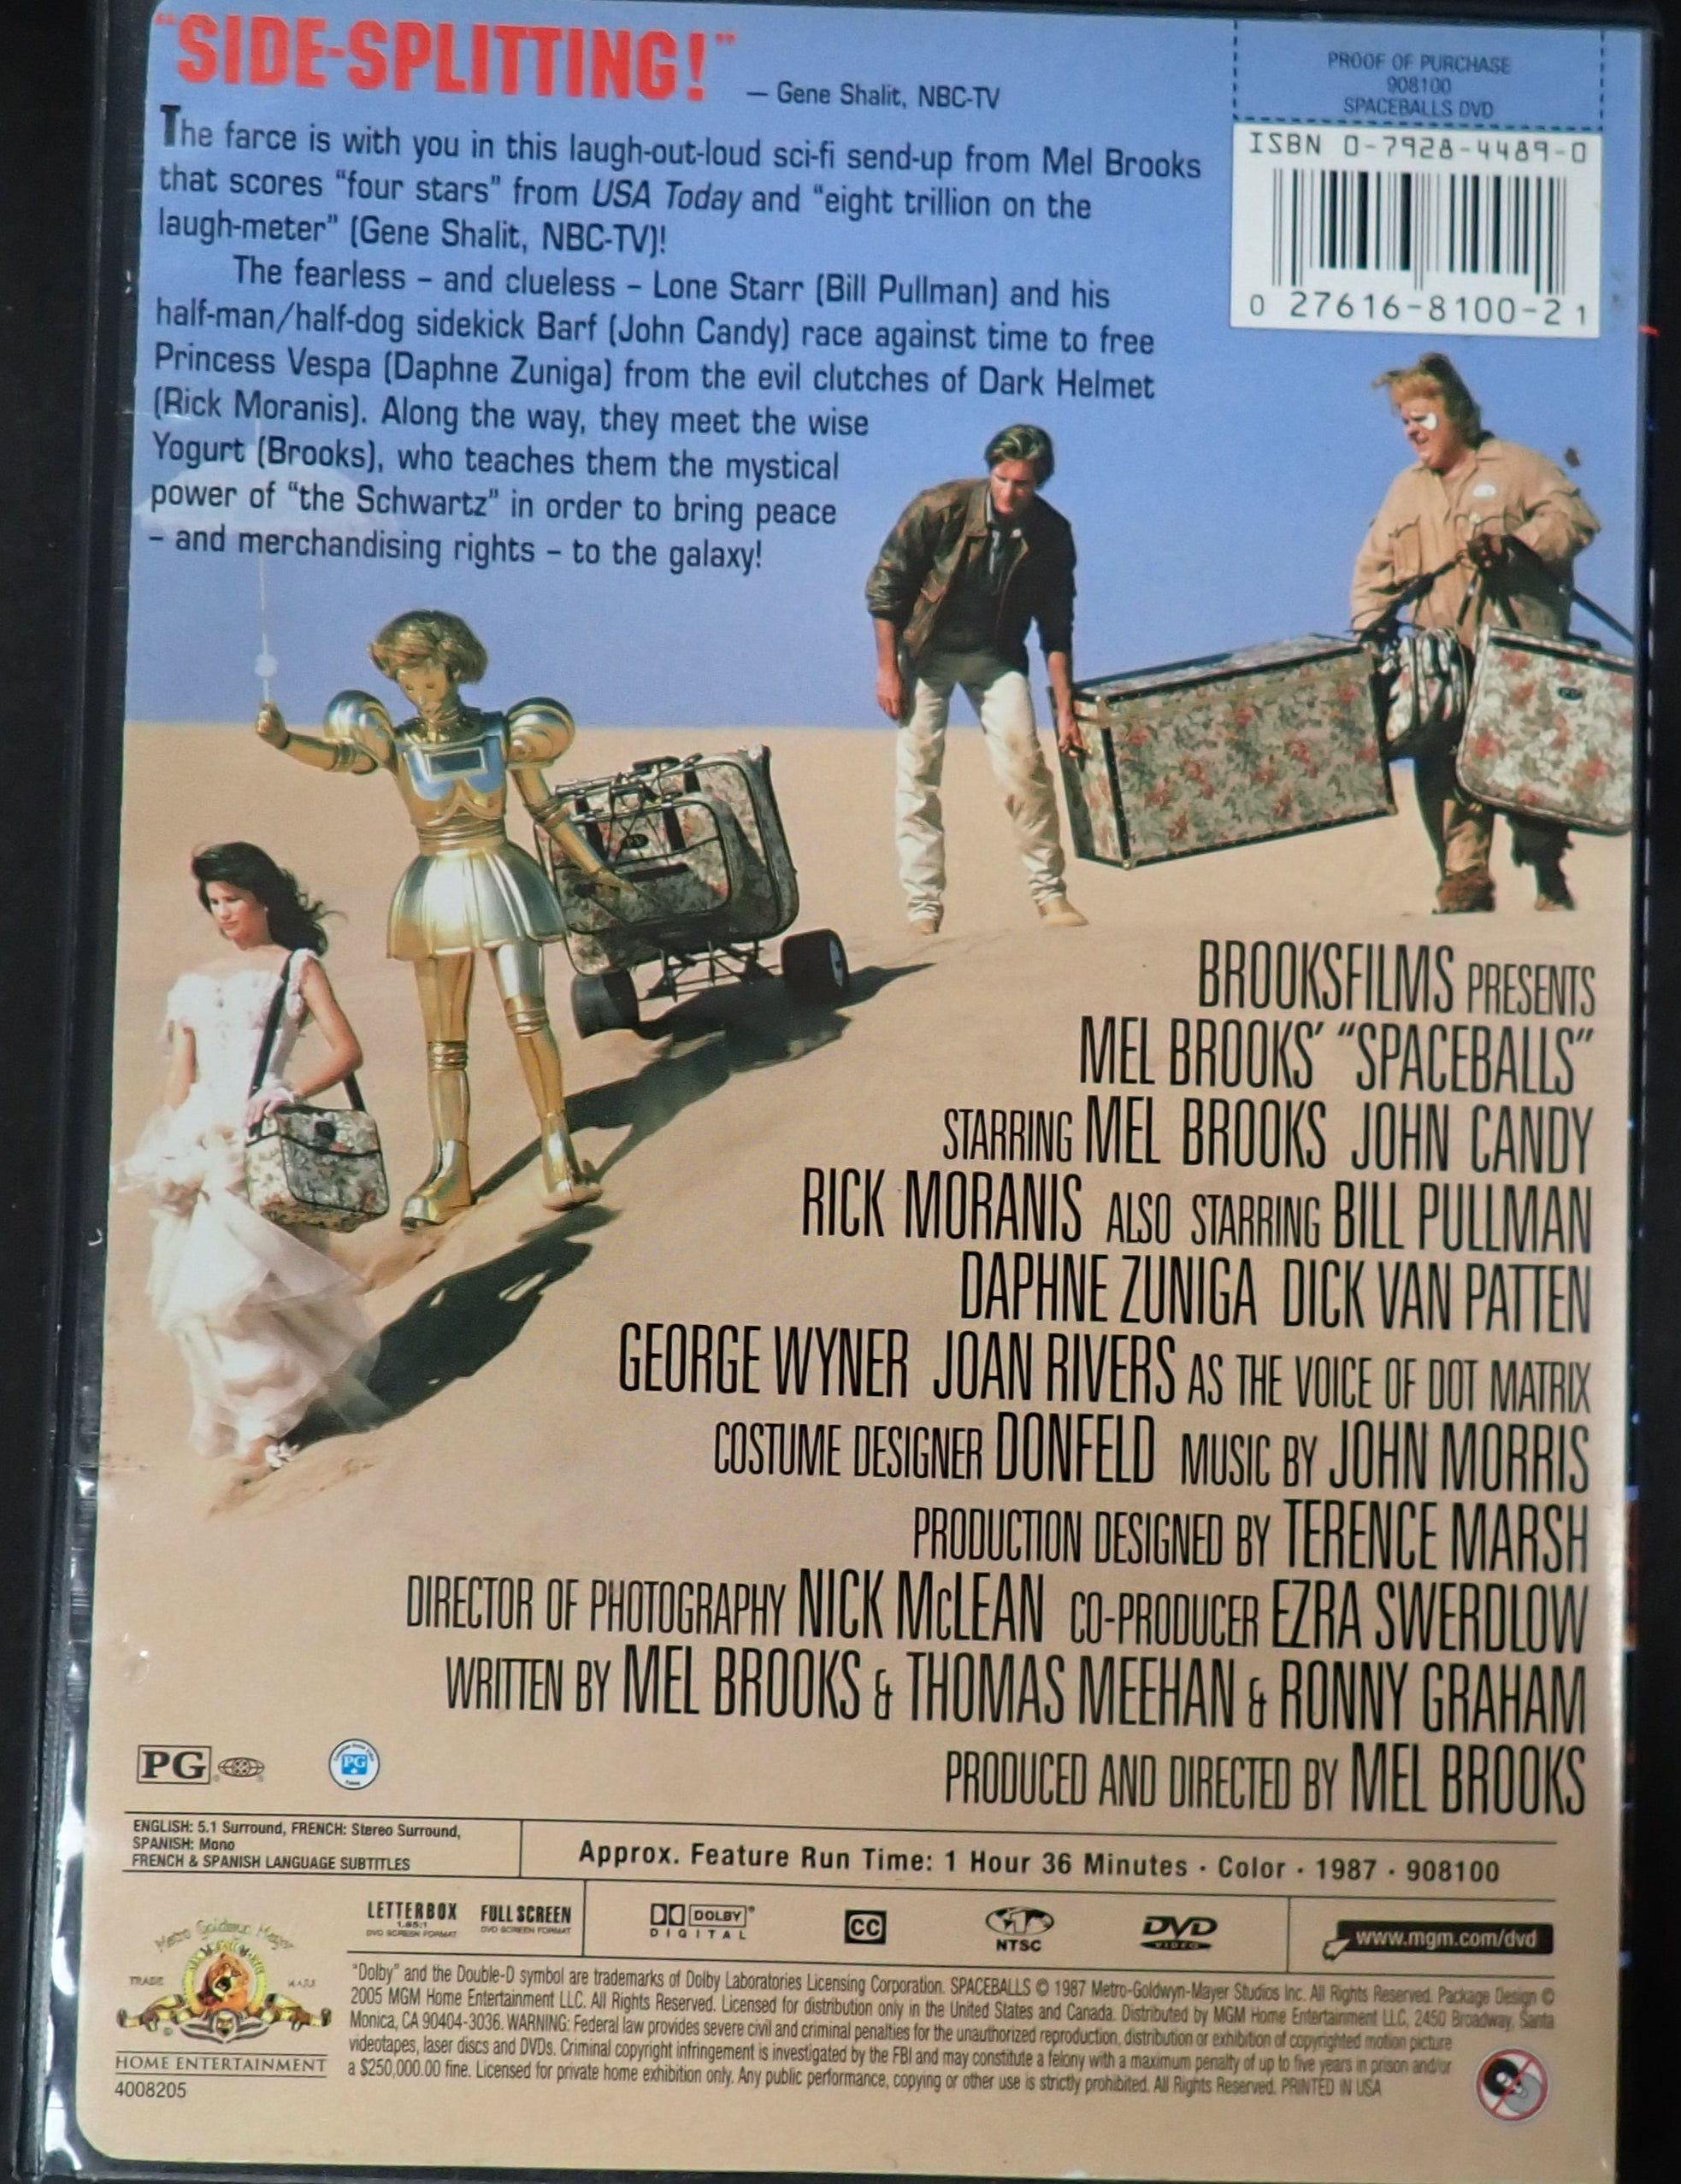 "SIDE-SPLITTING!"
— Gene Shalit, NBC-TV
The farce is with you in this laugh-out-loud sci-fi send-up from Mel Brooks
that scores "four stars" from USA Today and "eight trillion on the
laugh-meter" (Gene Shalit, NBC-TV)!
The fearless – and clueless – Lone Starr (Bill Pullman) and his
half-man/half-dog sidekick Barf (John Candy) race against time to free
Princess Vespa (Daphne Zuniga) from the evil clutches of Dark Helmet
(Rick Moranis). Along the way, they meet the wise
Yogurt (Brooks), who teaches them the mystical
power of "the Schwartz" in order to bring peace
– and merchandising rights – to the galaxy!
PROOF OF PURCHASE
908100
SPACEBALLS DVD
ISBN 0-7928-4489-0
0 27616-8100-2 1
BROOKSFILMS PRESENTS
MEL BROOKS' "SPACEBALLS"
STARRING MEL BROOKS JOHN CANDY
RICK MORANIS ALSO STARRING BILL PULLMAN
DAPHNE ZUNIGA DICK VAN PATTEN
GEORGE WYNER JOAN RIVERS AS THE VOICE OF DOT MATRIX
COSTUME DESIGNER DONFELD MUSIC BY JOHN MORRIS
PRODUCTION DESIGNED BY TERENCE MARSH
DIRECTOR OF PHOTOGRAPHY NICK McLEAN CO-PRODUCER EZRA SWERDLOW
WRITTEN BY MEL BROOKS & THOMAS MEEHAN & RONNY GRAHAM
PRODUCED AND DIRECTED BY MEL BROOKS
PG
PG
ENGLISH: 5.1 Surround, FRENCH: Stereo Surround,
SPANISH: Mono
FRENCH & SPANISH LANGUAGE SUBTITLES
Approx. Feature Run Time: 1 Hour 36 Minutes · Color · 1987 · 908100
LETTERBOX
1.85:1
DVD SCREEN FORMAT
FULL SCREEN
DVD SCREEN FORMAT
DOLBY®
DIGITAL
CC
NTSC
DVD
VIDEO
www.mgm.com/dvd
Metro Goldwyn Mayer
TRADE MARK
HOME ENTERTAINMENT
4008205
"Dolby" and the Double-D symbol are trademarks of Dolby Laboratories Licensing Corporation. SPACEBALLS © 1987 Metro-Goldwyn-Mayer Studios Inc. All Rights Reserved. Package Design ©
2005 MGM Home Entertainment LLC. All Rights Reserved. Licensed for distribution only in the United States and Canada. Distributed by MGM Home Entertainment LLC, 2450 Broadway, Santa
Monica, CA 90404-3036. WARNING: Federal law provides severe civil and criminal penalties for the unauthorized reproduction, distribution or exhibition of copyrighted motion picture
videotapes, laser discs and DVDs. Criminal copyright infringement is investigated by the FBI and may constitute a felony with a maximum penalty of up to five years in prison and/or
a $250,000.00 fine. Licensed for private home exhibition only. Any public performance, copying or other use is strictly prohibited. All Rights Reserved. PRINTED IN USA